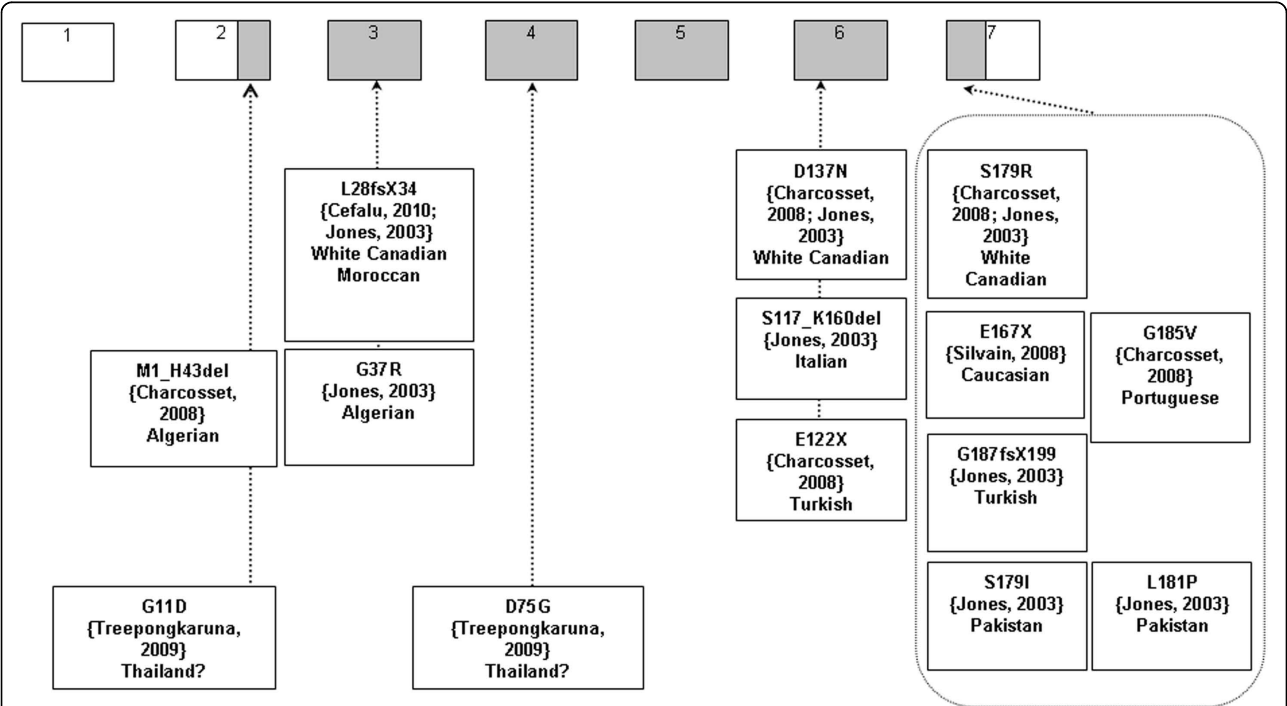 1
2
3
4
5
6
7
L28fsX34
{Cefalu, 2010;
Jones, 2003}
White Canadian
Moroccan
M1_H43del
{Charcosset,
2008}
Algerian
G37R
{Jones, 2003}
Algerian
G11D
{Treepongkaruna,
2009}
Thailand?
D75G
{Treepongkaruna,
2009}
Thailand?
D137N
{Charcosset,
2008; Jones,
2003}
White Canadian
S117_K160del
{Jones, 2003}
Italian
E122X
{Charcosset,
2008}
Turkish
S179R
{Charcosset,
2008; Jones,
2003}
White
Canadian
E167X
{Silvain, 2008}
Caucasian
G185V
{Charcosset,
2008}
Portuguese
G187fsX199
{Jones, 2003}
Turkish
S179I
{Jones, 2003}
Pakistan
L181P
{Jones, 2003}
Pakistan